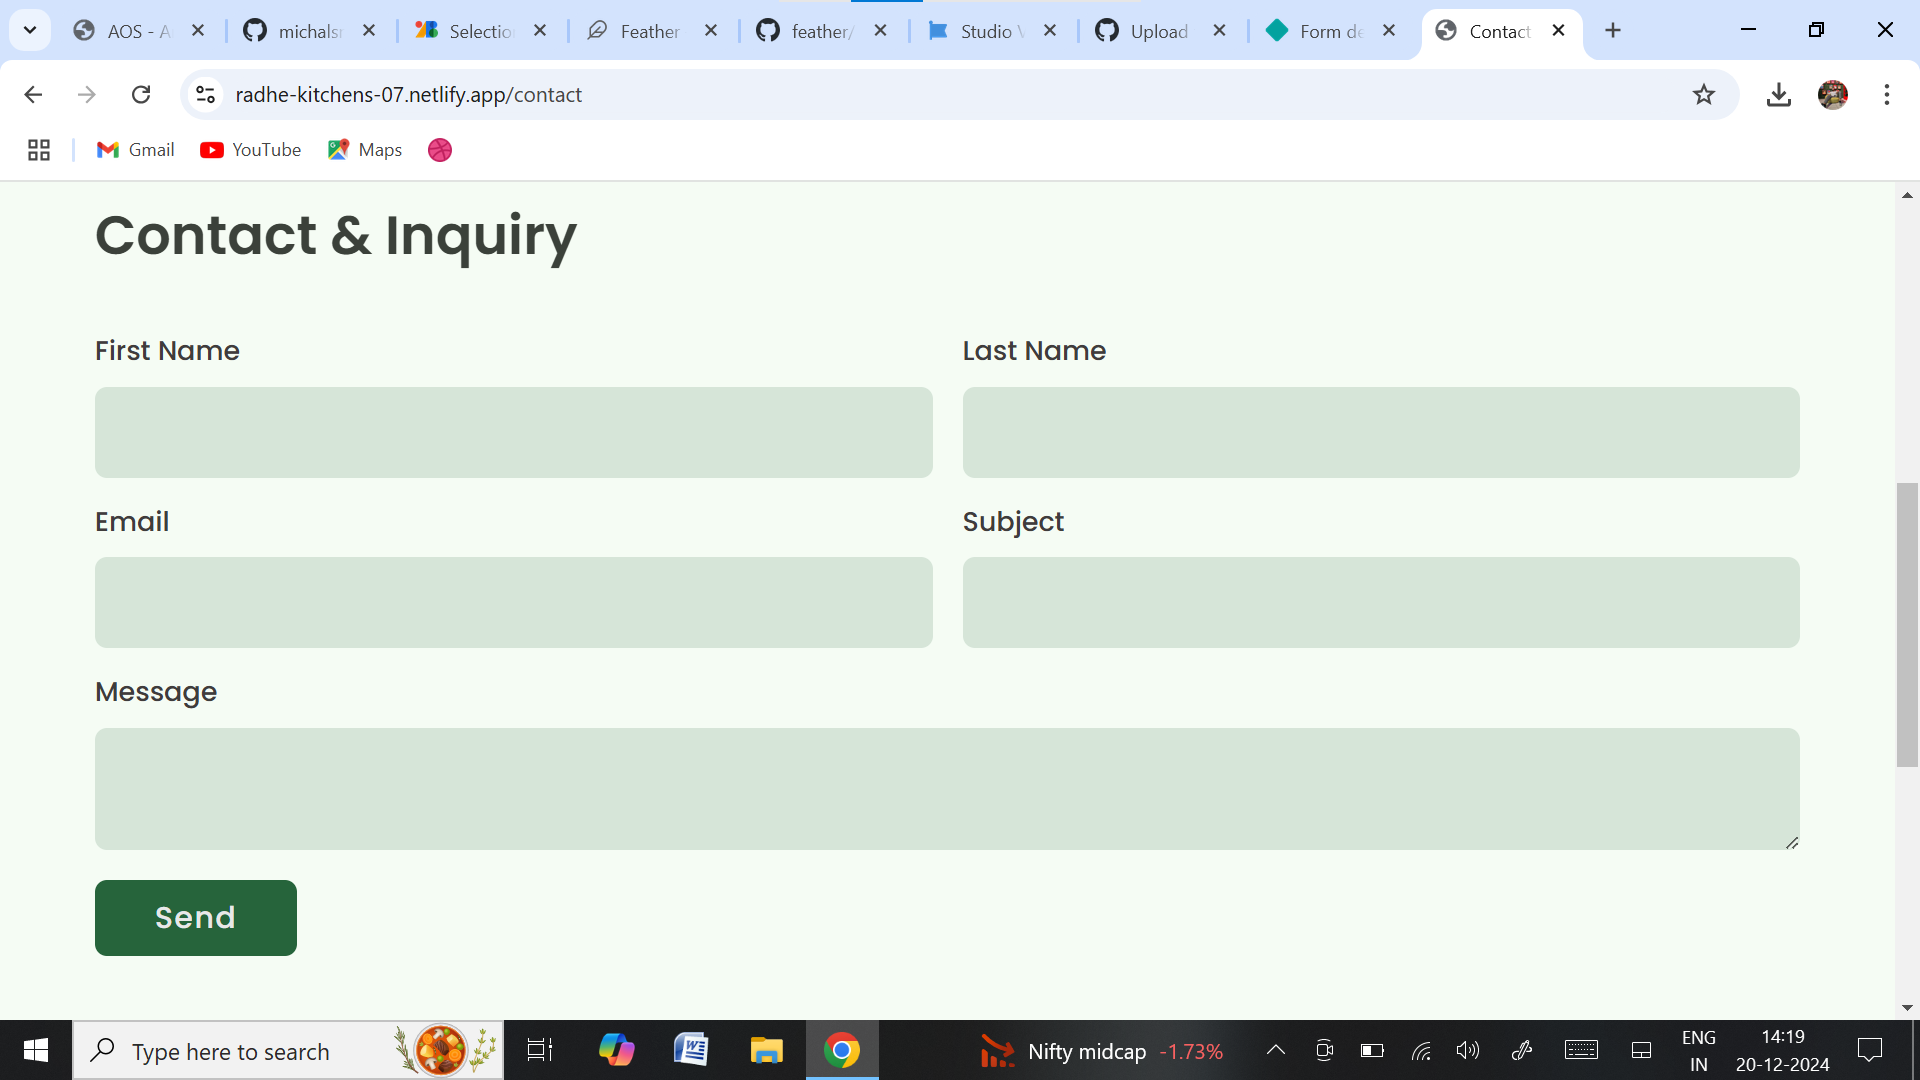 AOS - A
michalsn
Selectio
Feather
feather/
Studio V
Upload
Form de
Contact
radhe-kitchens-07.netlify.app/contact
Gmail
YouTube
Maps
Contact & Inquiry
First Name
Last Name
Email
Subject
Message
Send
Type here to search
Nifty midcap -1.73%
ENG
IN
14:19
20-12-2024